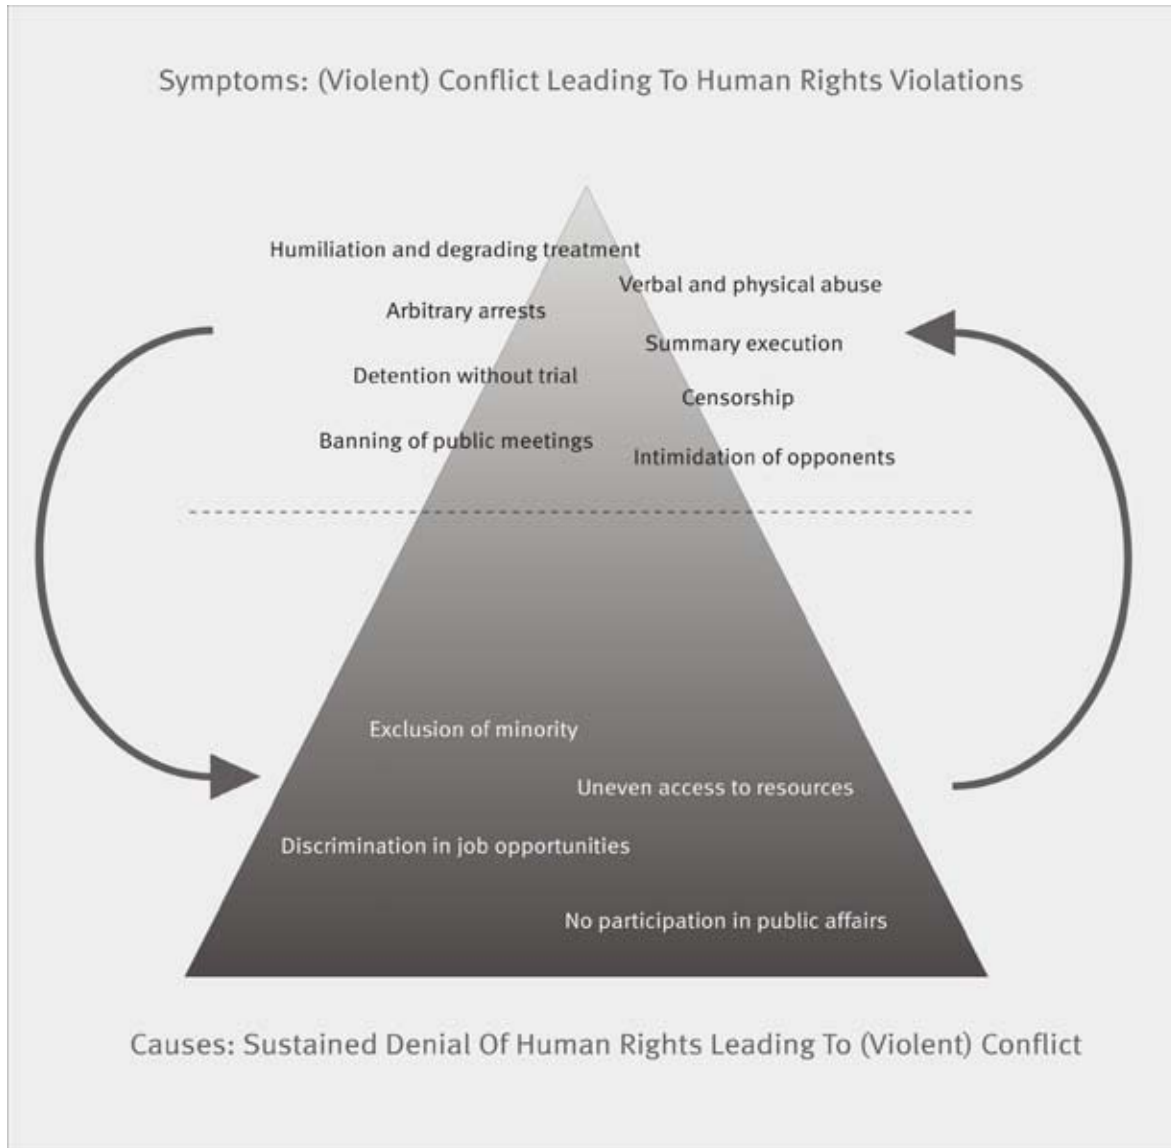 Symptoms: (Violent) Conflict Leading To Human Rights Violations
Humiliation and degrading treatment
Verbal and physical abuse
Arbitrary arrests
Summary execution
Detention without trial
Censorship
Banning of public meetings
Intimidation of opponents
Exclusion of minority
Uneven access to resources
Discrimination in job opportunities
No participation in public affairs
Causes: Sustained Denial Of Human Rights Leading To (Violent) Conflict